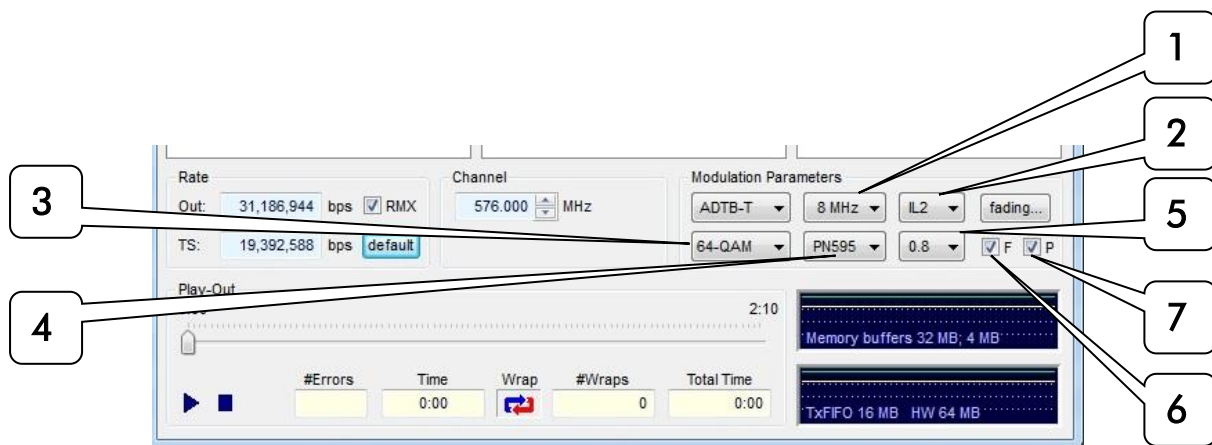 1
2
3
4
5
6
7
Rate
Out: 31,186,944 bps RMX
TS: 19,392,588 bps default
Channel
576.000 MHz
Modulation Parameters
ADTB-T 8 MHz IL2 fading...
64-QAM PN595 0.8 F P
Play-Out
2:10
#Errors Time Wrap #Wraps Total Time
0:00 0 0:00
Memory buffers 32 MB; 4 MB
TxFIFO 16 MB HW 64 MB